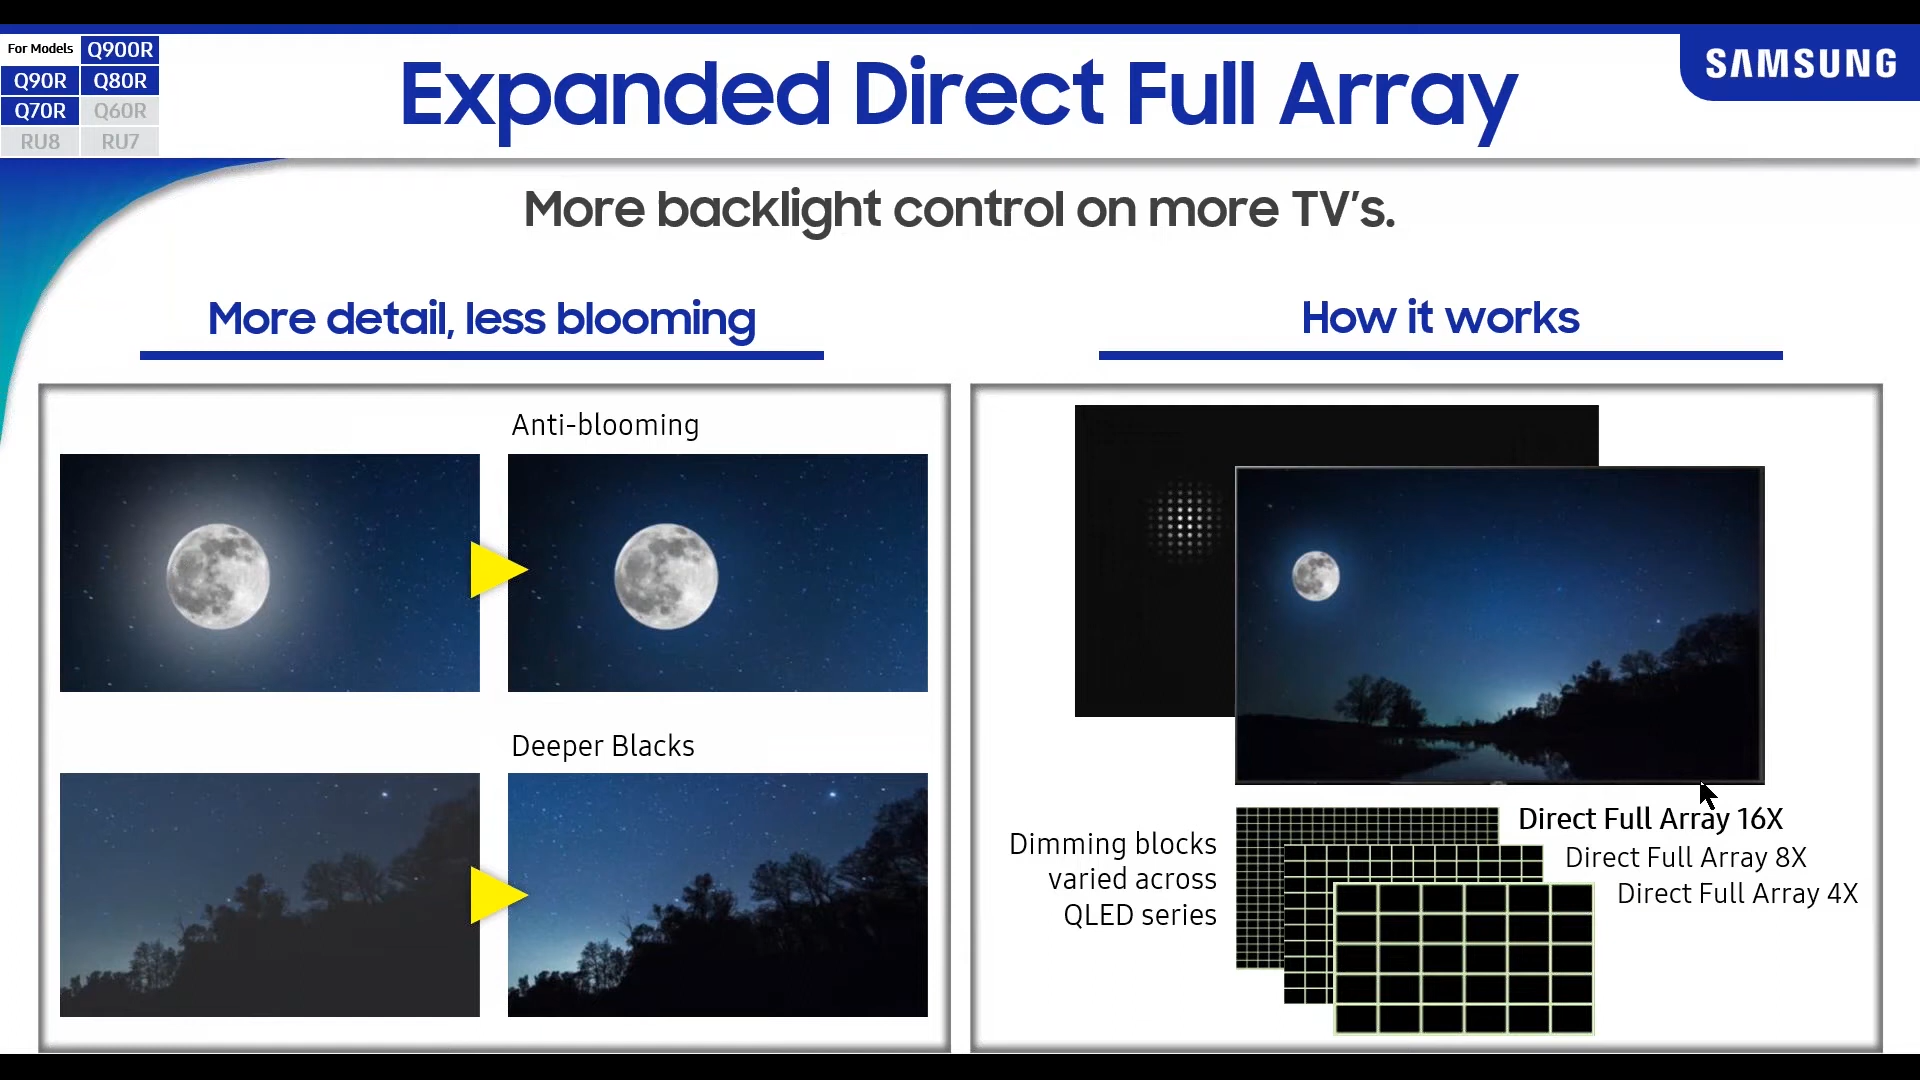 For Models Q900R
Q90R Q80R
Q70R Q60R
RU8 RU7
Expanded Direct Full Array
SAMSUNG
More backlight control on more TV’s.
More detail, less blooming
Anti-blooming
Deeper Blacks
How it works
Dimming blocks
varied across
QLED series
Direct Full Array 16X
Direct Full Array 8X
Direct Full Array 4X